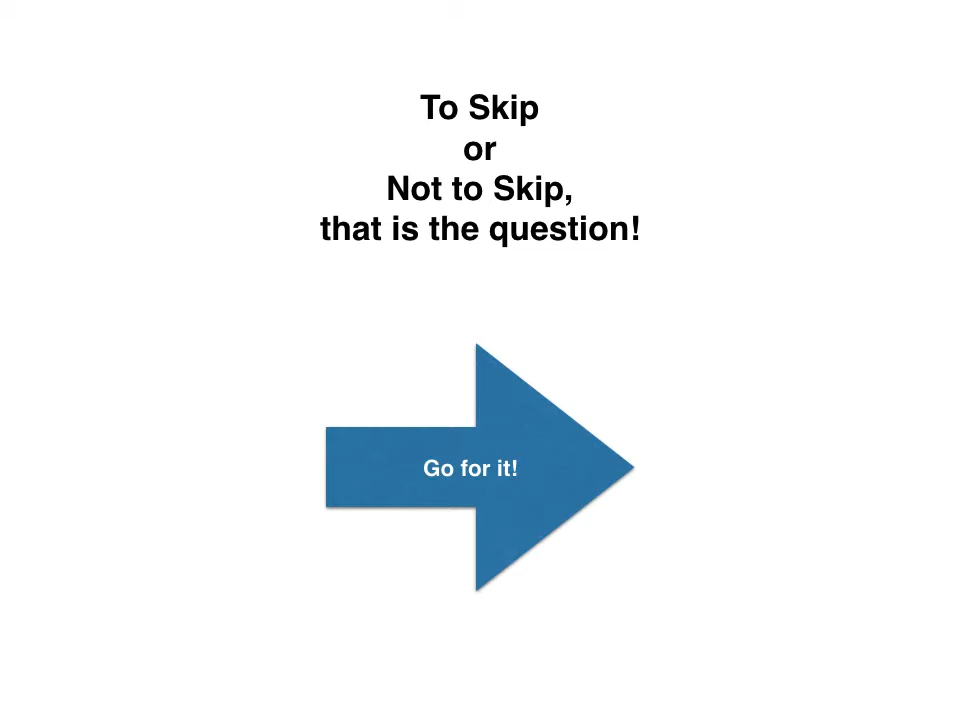 To Skip
or
Not to Skip,
that is the question!
Go for it!